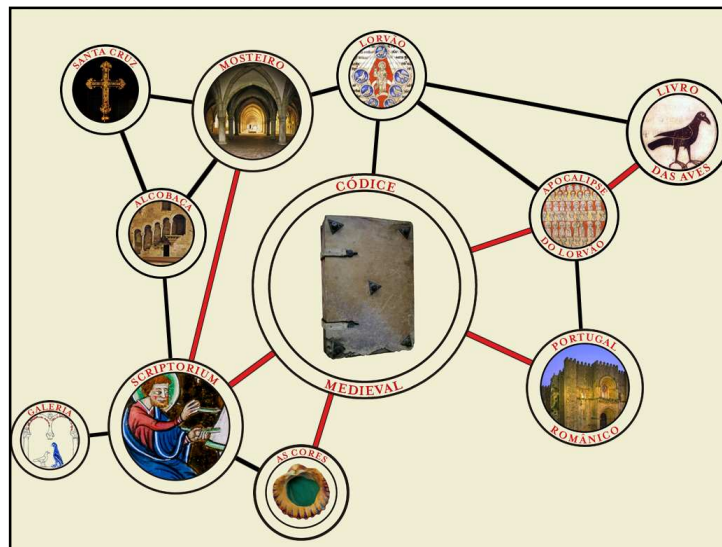 SANTA CRUZ
MOSTEIRO
LORVÃO
LIVRO
DAS AVES
ALCOBAÇA
CÓDICE
MEDIEVAL
APOCALIPSE
DO LORVÃO
PORTUGAL
ROMÂNICO
SCRIPTORIUM
GALERIA
AS CORES